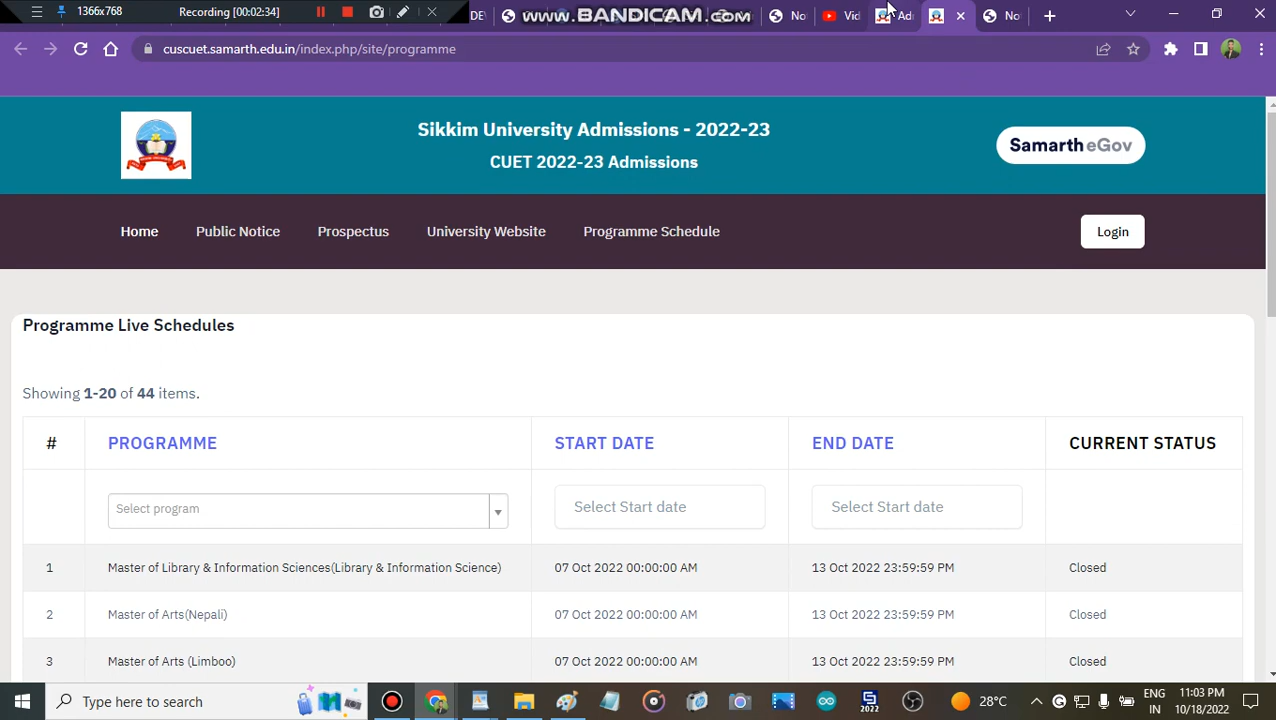 1366x768
Recording [00:02:34]
www.BANDICAM.com
DE
No
Vid
Ad
No
cuscuet.samarth.edu.in/index.php/site/programme
Sikkim University Admissions - 2022-23
CUET 2022-23 Admissions
Samarth eGov
Home
Public Notice
Prospectus
University Website
Programme Schedule
Login
Programme Live Schedules
Showing 1-20 of 44 items.
# PROGRAMME START DATE END DATE CURRENT STATUS
Select program Select Start date Select Start date
1 Master of Library & Information Sciences(Library & Information Science) 07 Oct 2022 00:00:00 AM 13 Oct 2022 23:59:59 PM Closed
2 Master of Arts(Nepali) 07 Oct 2022 00:00:00 AM 13 Oct 2022 23:59:59 PM Closed
3 Master of Arts (Limboo) 07 Oct 2022 00:00:00 AM 13 Oct 2022 23:59:59 PM Closed
Type here to search
2022
28°C
ENG
IN
11:03 PM
10/18/2022